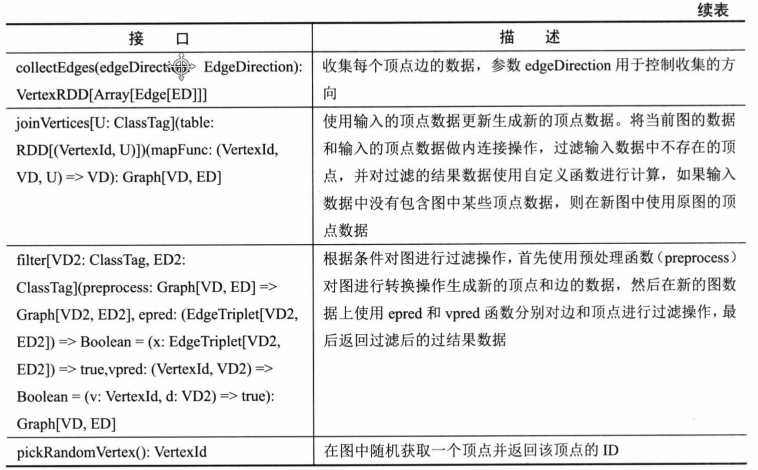 续表
接 口
描 述
collectEdges(edgeDirection: EdgeDirection):
VertexRDD[Array[Edge[ED]]]
收集每个顶点边的数据，参数 edgeDirection 用于控制收集的方
向
joinVertices[U: ClassTag](table:
RDD[(VertexId, U)])(mapFunc: (VertexId,
VD, U) => VD): Graph[VD, ED]
使用输入的顶点数据更新生成新的顶点数据。将当前图的数据
和输入的顶点数据做内连接操作，过滤输入数据中不存在的顶
点，并对过滤的结果数据使用自定义函数进行计算，如果输入
数据中没有包含图中某些顶点数据，则在新图中使用原图的顶
点数据
filter[VD2: ClassTag, ED2:
ClassTag](preprocess: Graph[VD, ED] =>
Graph[VD2, ED2], epred: (EdgeTriplet[VD2,
ED2]) => Boolean = (x: EdgeTriplet[VD2,
ED2]) => true,vpred: (VertexId, VD2) =>
Boolean = (v: VertexId, d: VD2) => true):
Graph[VD, ED]
根据条件对图进行过滤操作，首先使用预处理函数（preprocess）
对图进行转换操作生成新的顶点和边的数据，然后在新的图数
据上使用 epred 和 vpred 函数分别对边和顶点进行过滤操作，最
后返回过滤后的过结果数据
pickRandomVertex(): VertexId
在图中随机获取一个顶点并返回该顶点的 ID